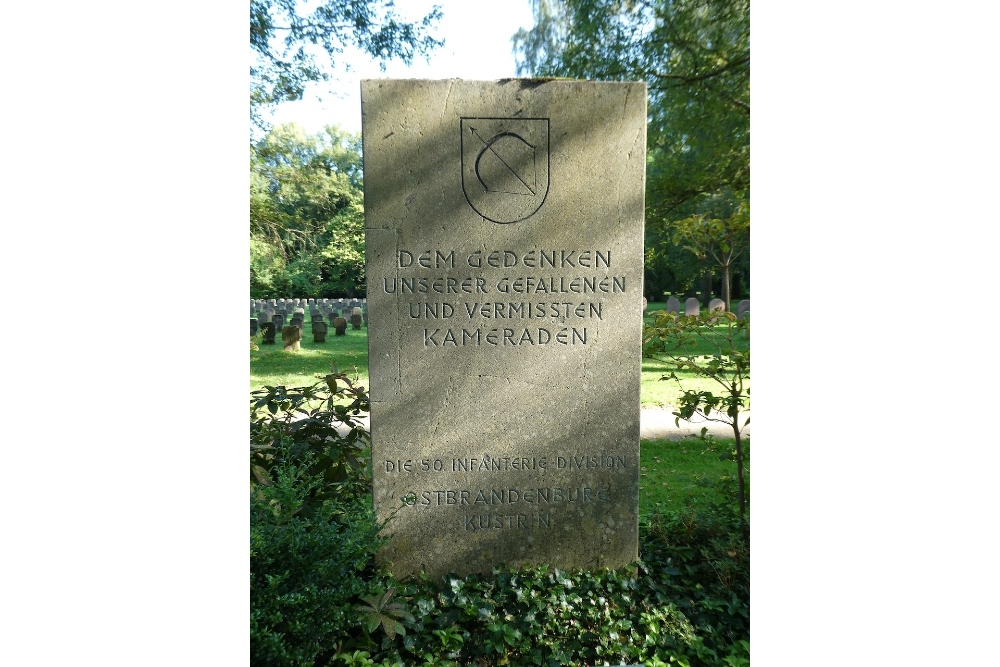 DEM GEDENKEN
UNSERER GEFALLENEN
UND VERMISSTEN
KAMERADEN
DIE 50. INFANTERIE-DIVISION
OSTBRANDENBURG
KÜSTRIN